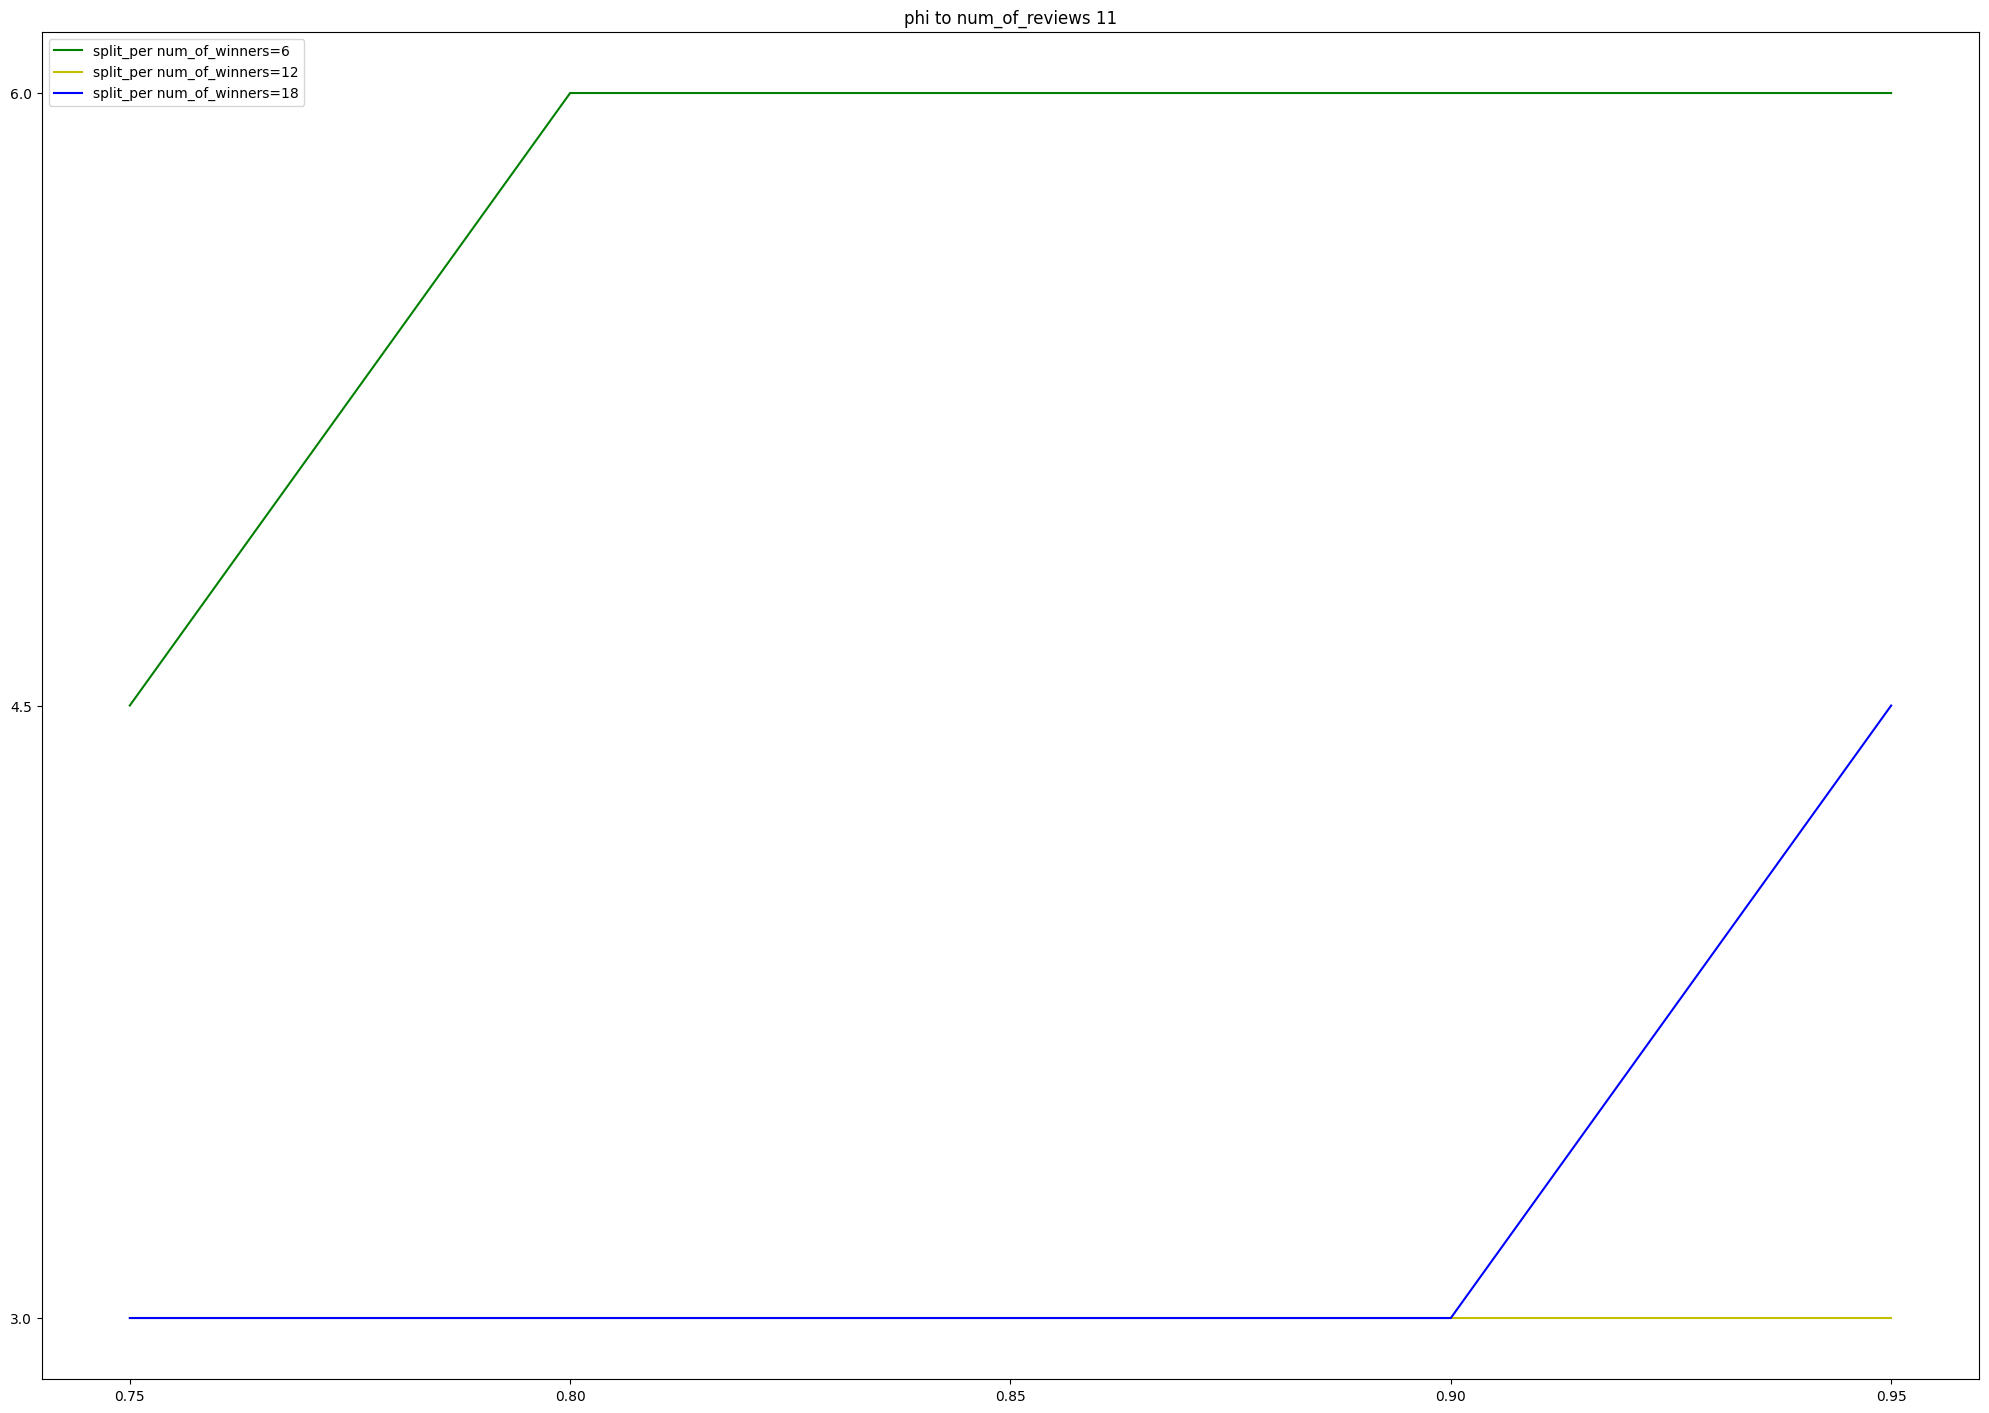 phi to num_of_reviews 11
split_per num_of_winners=6
split_per num_of_winners=12
split_per num_of_winners=18
6.0
4.5
3.0
0.75 0.80 0.85 0.90 0.95